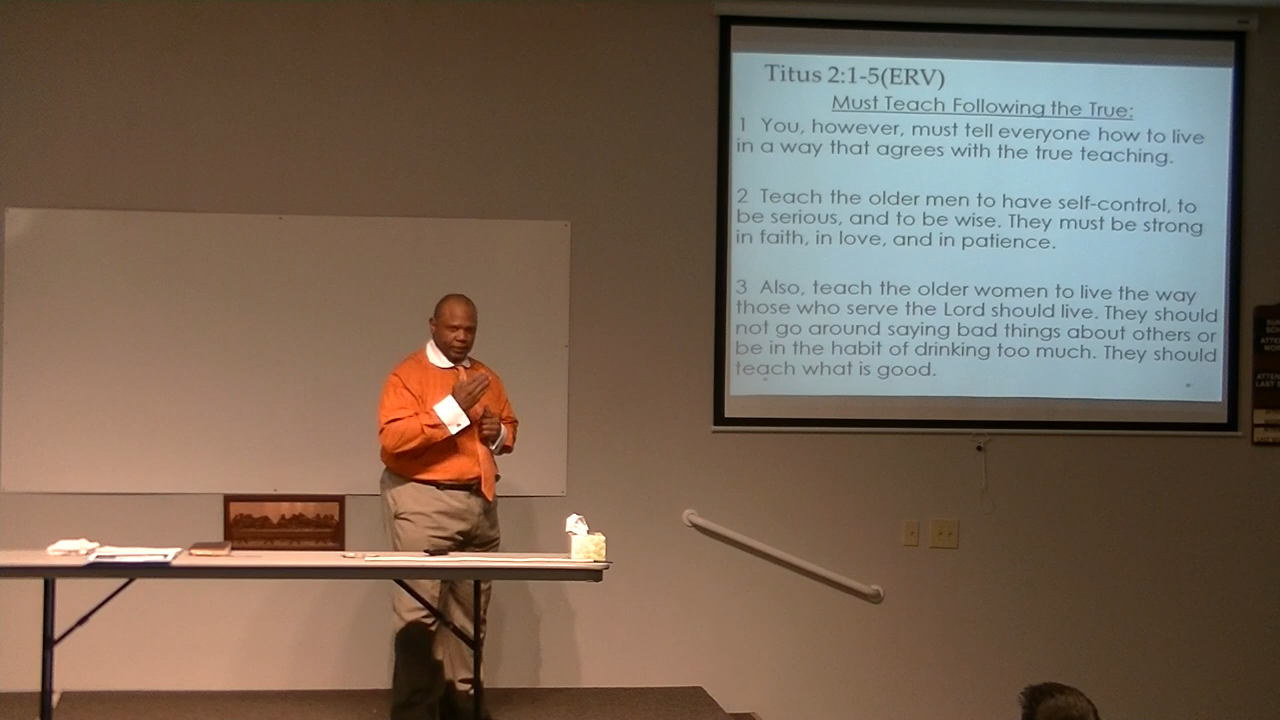 Titus 2:1-5(ERV)
Must Teach Following the True:
1 You, however, must tell everyone how to live
in a way that agrees with the true teaching.
2 Teach the older men to have self-control, to
be serious, and to be wise. They must be strong
in faith, in love, and in patience.
3 Also, teach the older women to live the way
those who serve the Lord should live. They should
not go around saying bad things about others or
be in the habit of drinking too much. They should
teach what is good.